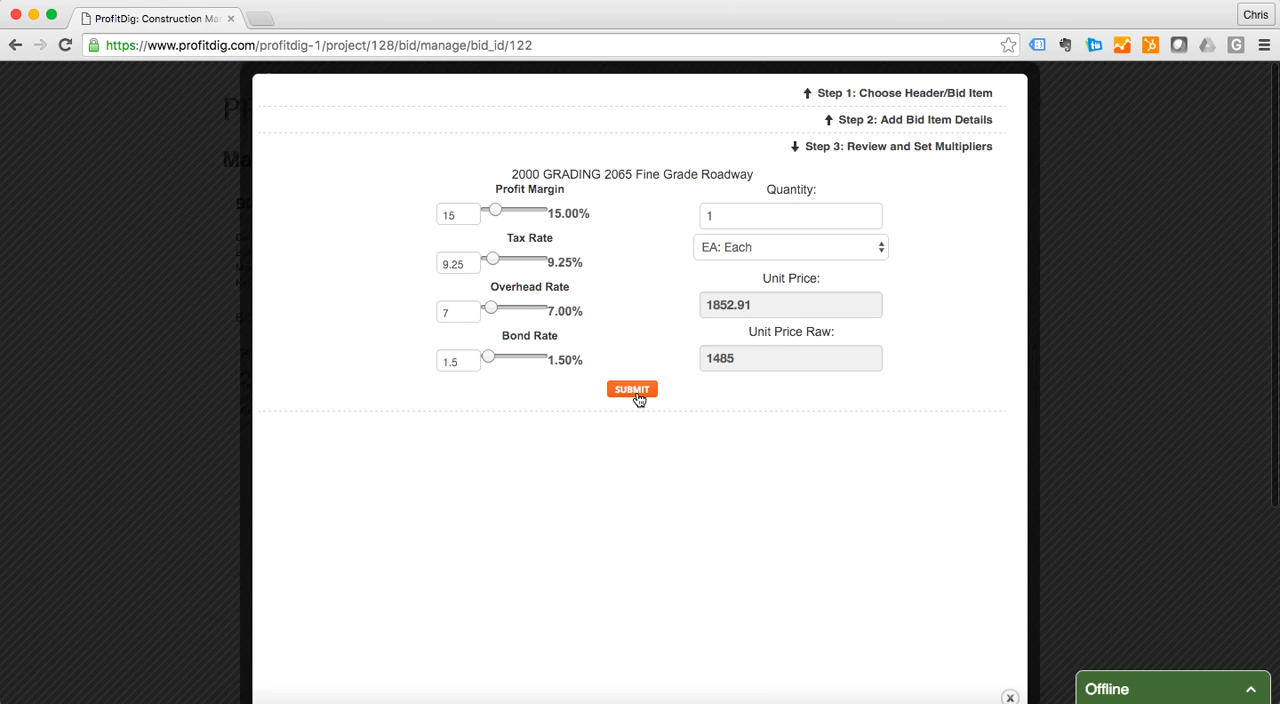 ProfitDig: Construction Ma
Chris
https://www.profitdig.com/profitdig-1/project/128/bid/manage/bid_id/122
Step 1: Choose Header/Bid Item
Step 2: Add Bid Item Details
Step 3: Review and Set Multipliers
2000 GRADING 2065 Fine Grade Roadway
Profit Margin
15 15.00%
Tax Rate
9.25 9.25%
Overhead Rate
7 7.00%
Bond Rate
1.5 1.50%
Quantity:
1
EA: Each
Unit Price:
1852.91
Unit Price Raw:
1485
SUBMIT
Offline